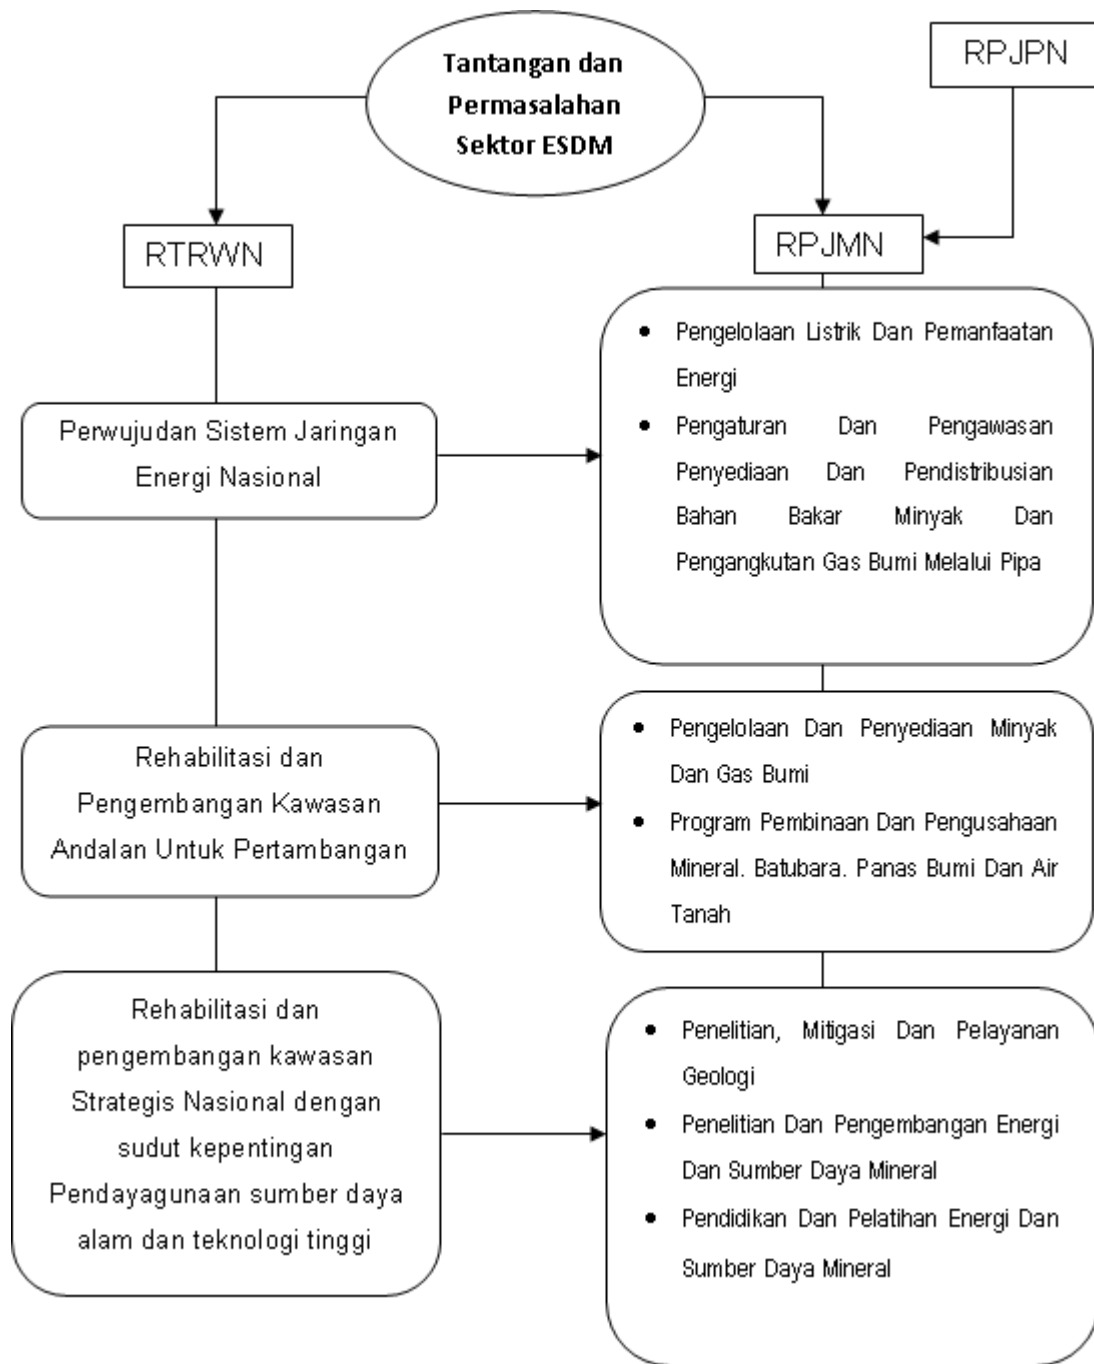 Tantangan dan
Permasalahan
Sektor ESDM
RPJPN
RTRWN
RPJMN
Perwujudan Sistem Jaringan
Energi Nasional
• Pengelolaan Listrik Dan Pemanfaatan
Energi
• Pengaturan Dan Pengawasan
Penyediaan Dan Pendistribusian
Bahan Bakar Minyak Dan
Pengangkutan Gas Bumi Melalui Pipa
Rehabilitasi dan
Pengembangan Kawasan
Andalan Untuk Pertambangan
• Pengelolaan Dan Penyediaan Minyak
Dan Gas Bumi
• Program Pembinaan Dan Pengusahaan
Mineral. Batubara. Panas Bumi Dan Air
Tanah
Rehabilitasi dan
pengembangan kawasan
Strategis Nasional dengan
sudut kepentingan
Pendayagunaan sumber daya
alam dan teknologi tinggi
• Penelitian, Mitigasi Dan Pelayanan
Geologi
• Penelitian Dan Pengembangan Energi
Dan Sumber Daya Mineral
• Pendidikan Dan Pelatihan Energi Dan
Sumber Daya Mineral